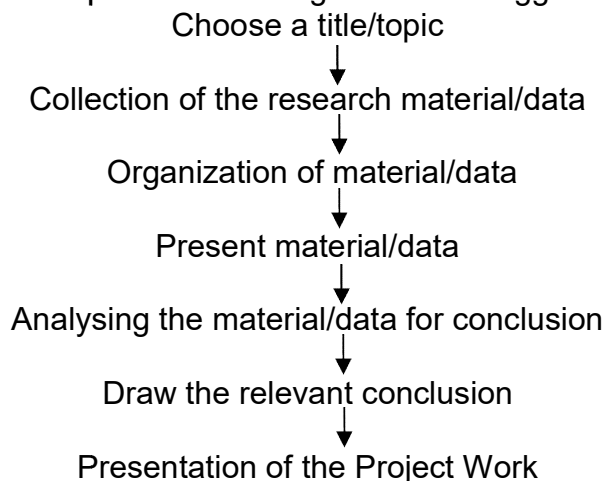 Choose a title/topic
Collection of the research material/data
Organization of material/data
Present material/data
Analysing the material/data for conclusion
Draw the relevant conclusion
Presentation of the Project Work